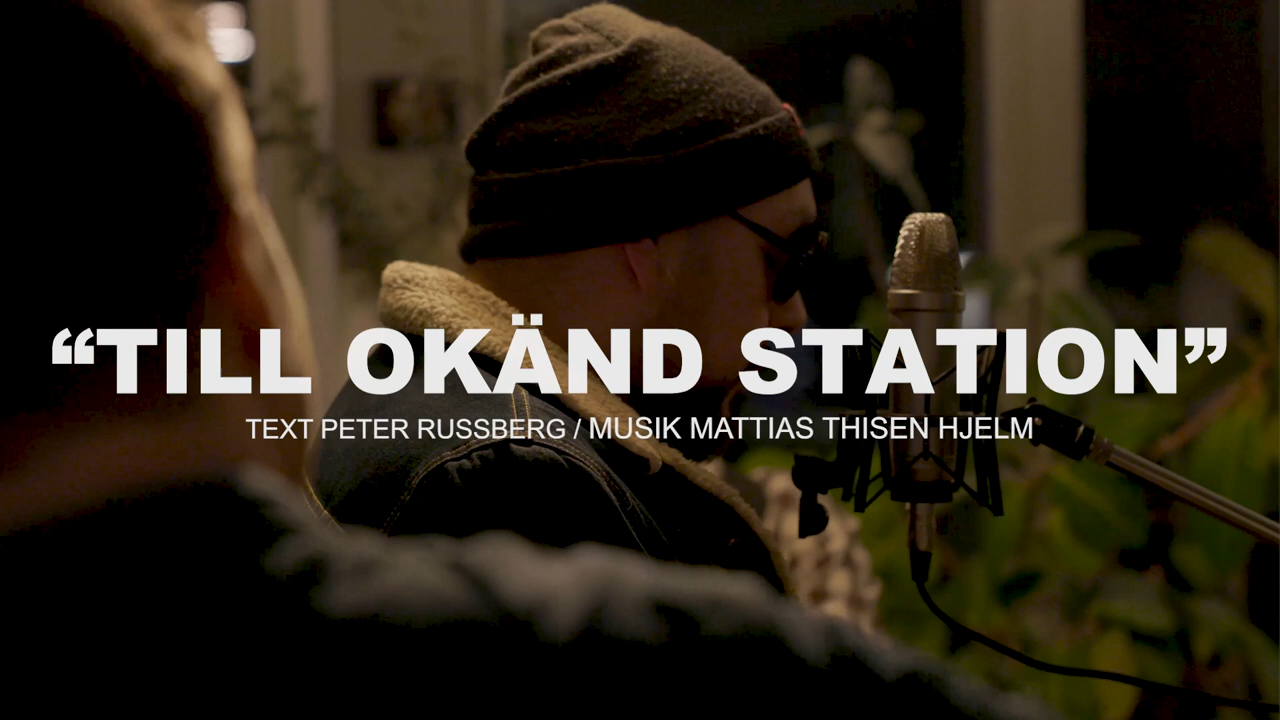 “TILL OKÄND STATION”
TEXT PETER RUSSBERG / MUSIK MATTIAS THISEN HJELM